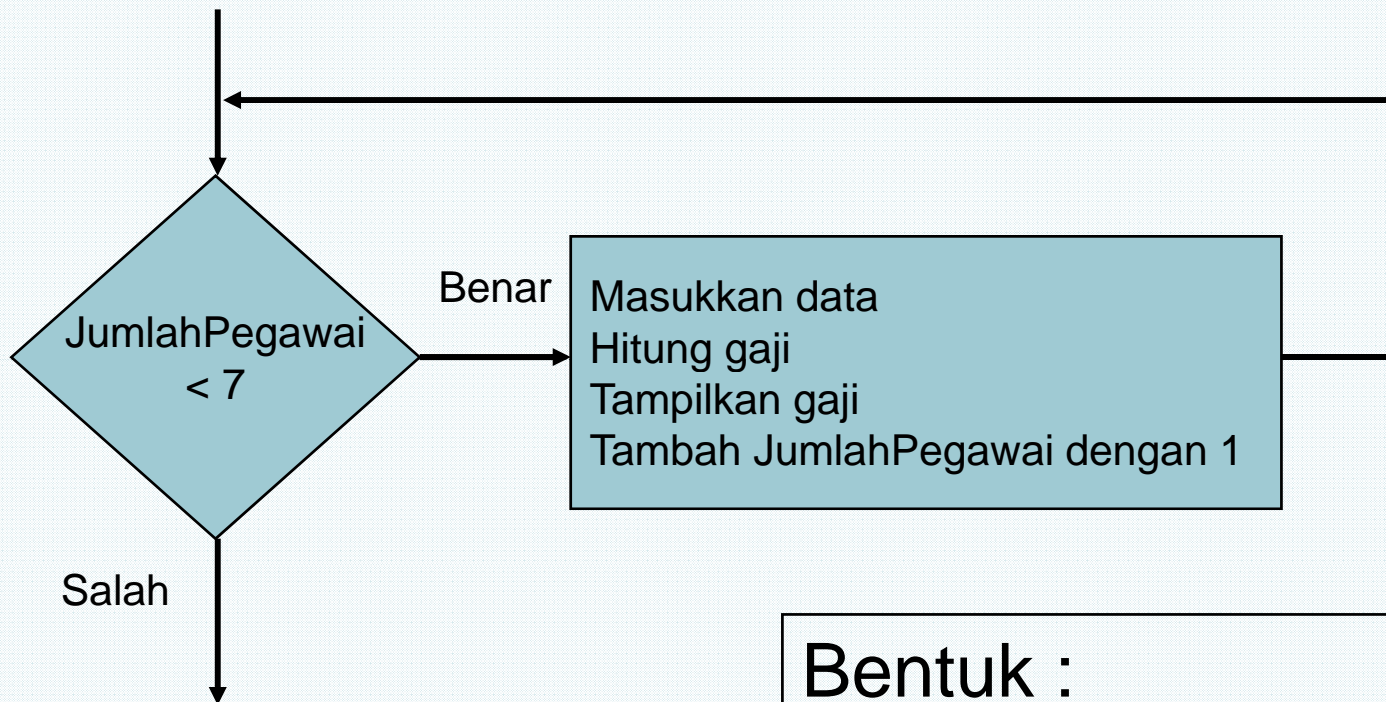 JumlahPegawai
< 7
Benar
Masukkan data
Hitung gaji
Tampilkan gaji
Tambah JumlahPegawai dengan 1
Salah
Bentuk :